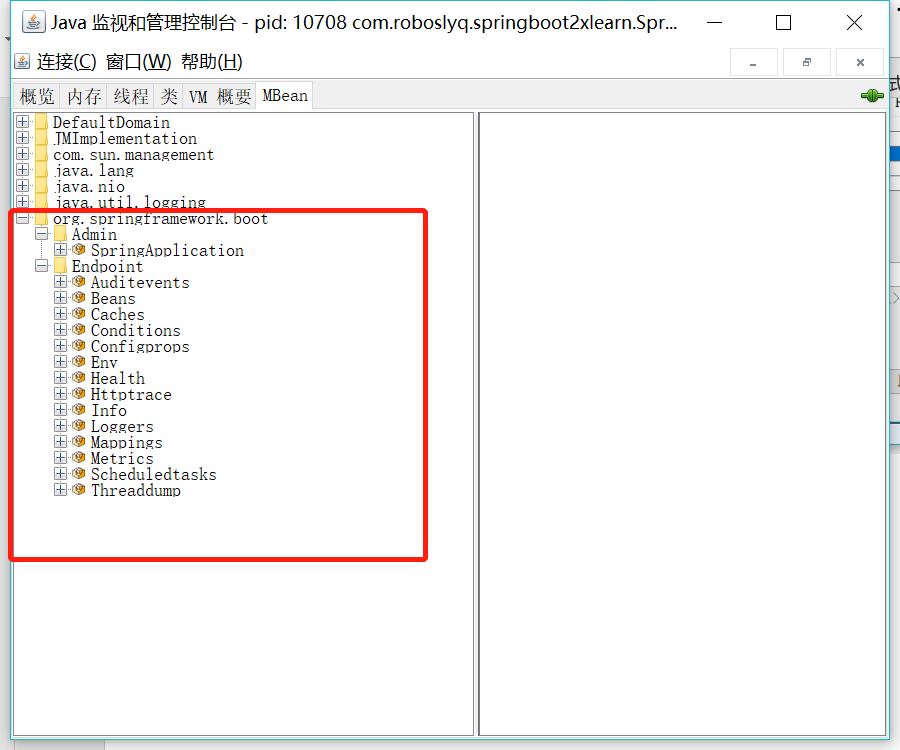 Java 监视和管理控制台 - pid: 10708 com.roboslyq.springboot2xlearn.Spr...
连接(C) 窗口(W) 帮助(H)
概览 内存 线程 类 VM 概要 MBean
DefaultDomain
JMImplementation
com.sun.management
java.lang
java.nio
java.util.logging
org.springframework.boot
Admin
SpringApplication
Endpoint
Auditevents
Beans
Caches
Conditions
Configprops
Env
Health
Httptrace
Info
Loggers
Mappings
Metrics
Scheduledtasks
Threaddump